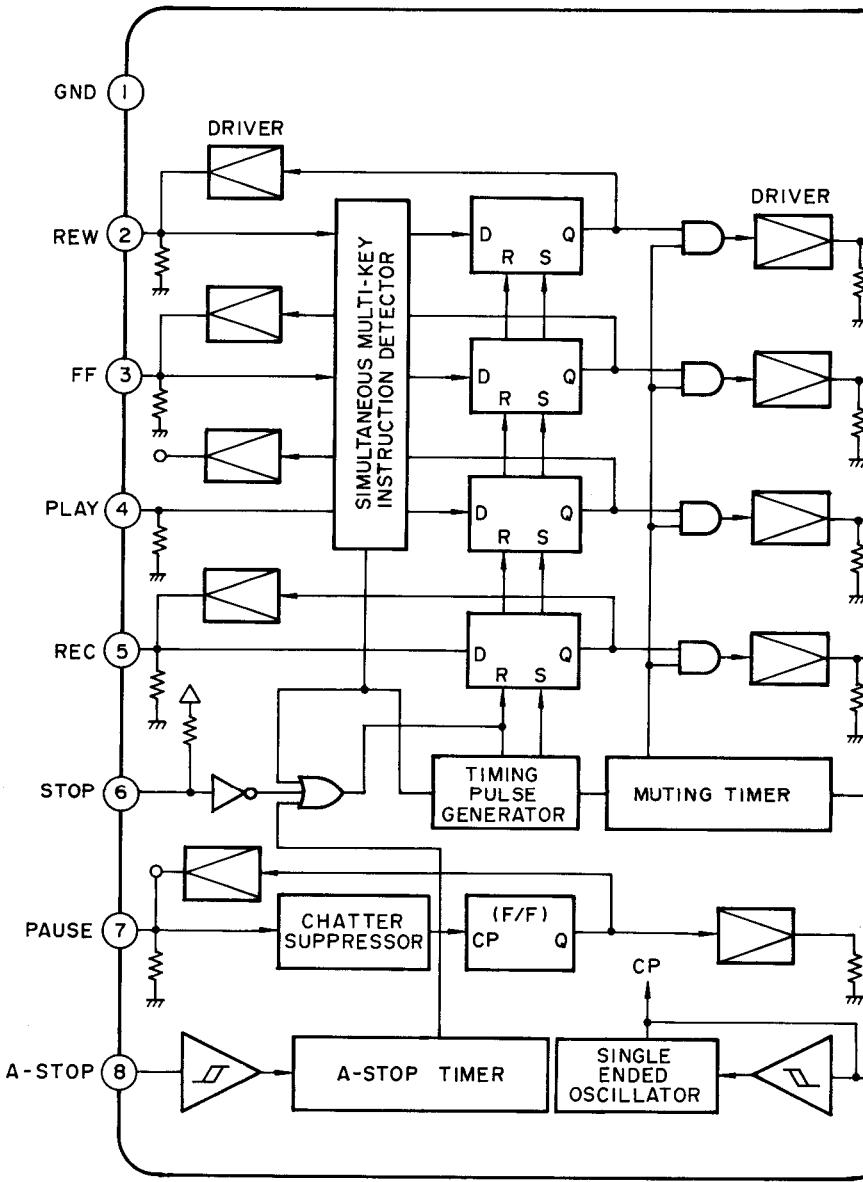 GND 1
DRIVER
DRIVER
REW 2
D Q
R S
SIMULTANEOUS MULTI-KEY
INSTRUCTION DETECTOR
FF 3
D Q
R S
PLAY 4
D Q
R S
REC 5
D Q
R S
STOP 6
TIMING
PULSE
GENERATOR
MUTING TIMER
PAUSE 7
CHATTER
SUPPRESSOR
(F/F)
CP Q
CP
A-STOP 8
A-STOP TIMER
SINGLE
ENDED
OSCILLATOR